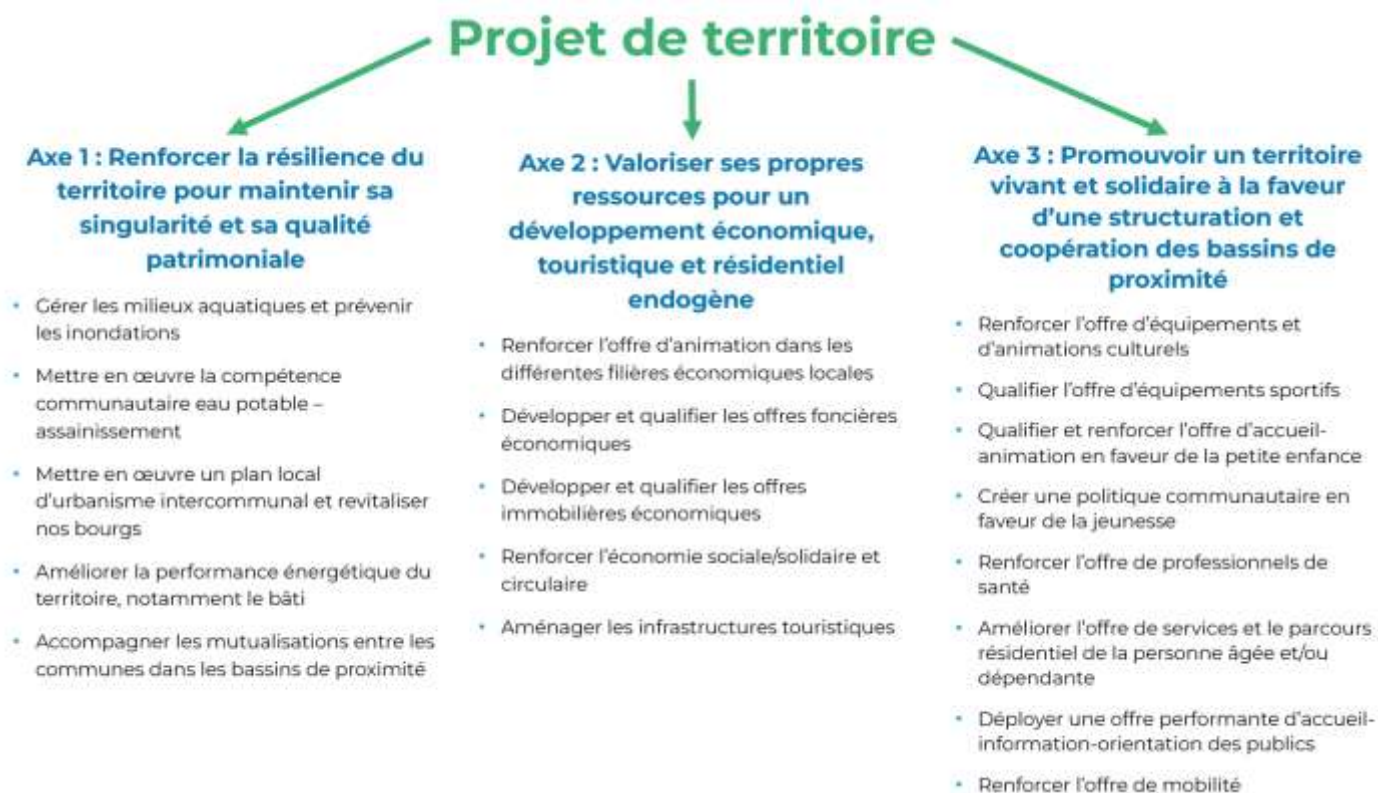 Projet de territoire
Axe 1 : Renforcer la résilience du
territoire pour maintenir sa
singularité et sa qualité
patrimoniale
• Gérer les milieux aquatiques et prévenir
les inondations
• Mettre en œuvre la compétence
communautaire eau potable –
assainissement
• Mettre en œuvre un plan local
d’urbanisme intercommunal et revitaliser
nos bourgs
• Améliorer la performance énergétique du
territoire, notamment le bâti
• Accompagner les mutualisations entre les
communes dans les bassins de proximité
Axe 2 : Valoriser ses propres
ressources pour un
développement économique,
touristique et résidentiel
endogène
• Renforcer l’offre d’animation dans les
différentes filières économiques locales
• Développer et qualifier les offres foncières
économiques
• Développer et qualifier les offres
immobilières économiques
• Renforcer l’économie sociale/solidaire et
circulaire
• Aménager les infrastructures touristiques
Axe 3 : Promouvoir un territoire
vivant et solidaire à la faveur
d’une structuration et
coopération des bassins de
proximité
• Renforcer l’offre d’équipements et
d’animations culturels
• Qualifier l’offre d’équipements sportifs
• Qualifier et renforcer l’offre d’accueil-
animation en faveur de la petite enfance
• Créer une politique communautaire en
faveur de la jeunesse
• Renforcer l’offre de professionnels de
santé
• Améliorer l’offre de services et le parcours
résidentiel de la personne âgée et/ou
dépendante
• Déployer une offre performante d’accueil-
information-orientation des publics
• Renforcer l’offre de mobilité